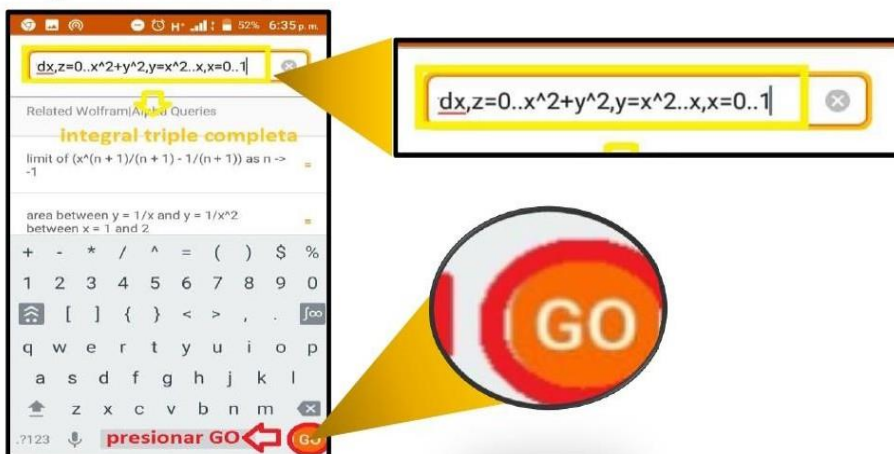 H+ 52% 6:35 p. m.
dx,z=0..x^2+y^2,y=x^2..x,x=0..1
Related Wolfram|Alpha Queries
integral triple completa
limit of (x^(n + 1)/(n + 1) - 1/(n + 1)) as n ->
-1
=
area between y = 1/x and y = 1/x^2
between x = 1 and 2
=
+ - * / ^ = ( ) $ %
1 2 3 4 5 6 7 8 9 0
[ ] { } < > , . ∫∞
q w e r t y u i o p
a s d f g h j k l
z x c v b n m
.?123 presionar GO GO
dx,z=0..x^2+y^2,y=x^2..x,x=0..1
GO